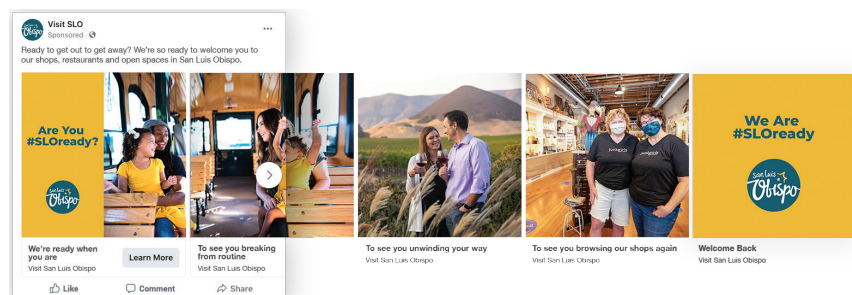 Visit SLO
Sponsored ·
Ready to get out to get away? We're so ready to welcome you to
our shops, restaurants and open spaces in San Luis Obispo.
Are You
#SLOready?
san luis
Obispo
We're ready when
you are
Visit San Luis Obispo
Learn More
To see you breaking
from routine
Visit San Luis Obispo
To see you unwinding your way
Visit San Luis Obispo
To see you browsing our shops again
Visit San Luis Obispo
We Are
#SLOready
san luis
Obispo
Welcome Back
Visit San Luis Obispo
Like
Comment
Share